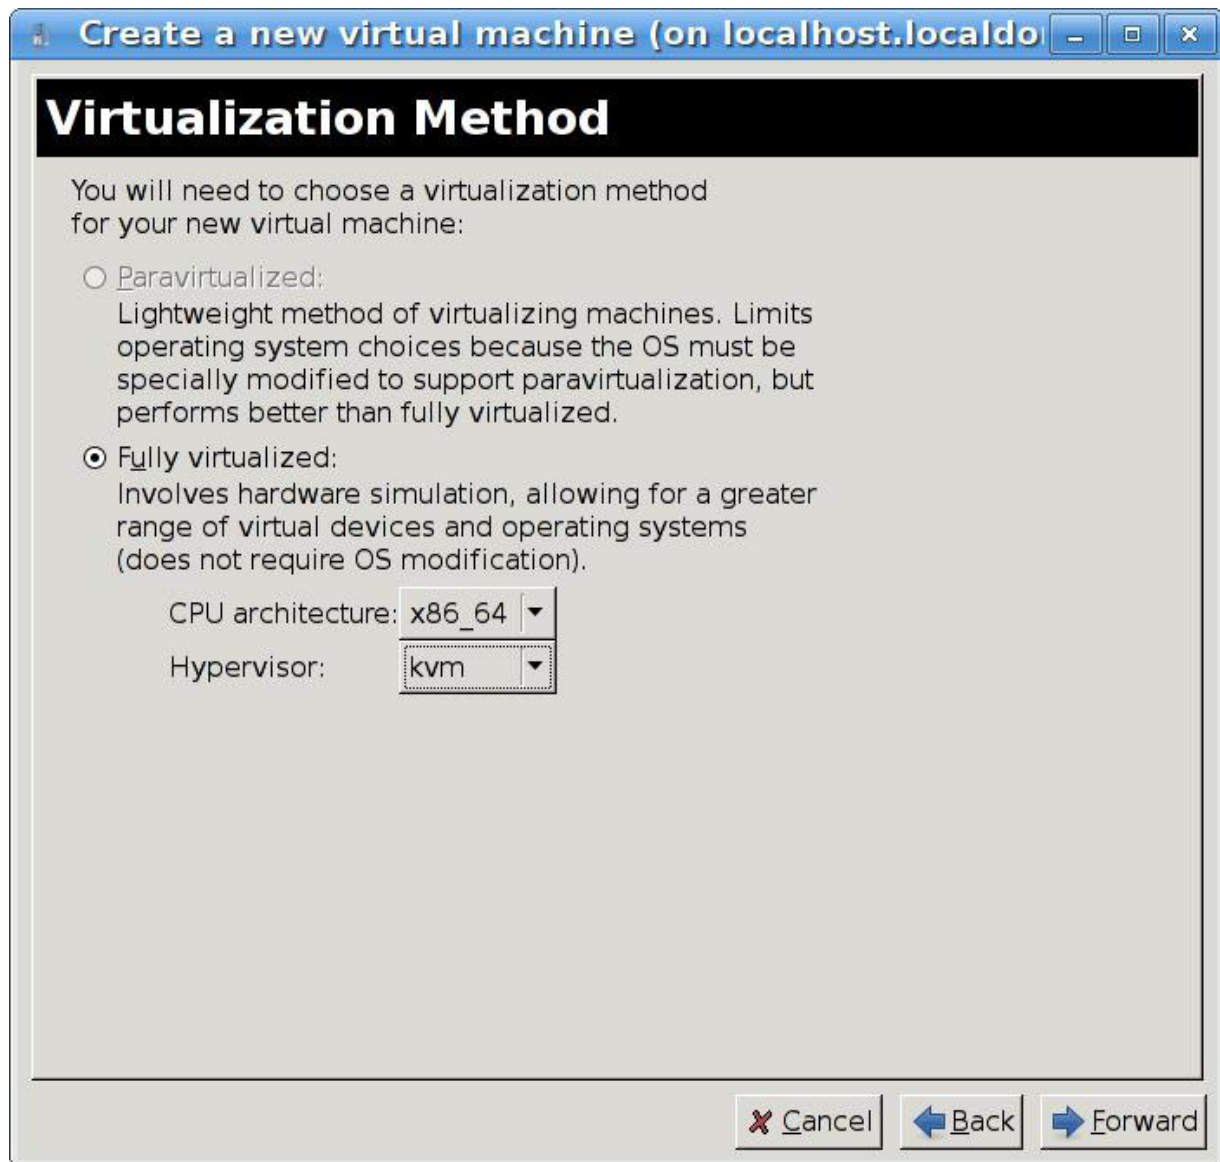 Create a new virtual machine (on localhost.localdo
Virtualization Method
You will need to choose a virtualization method
for your new virtual machine:
Paravirtualized:
Lightweight method of virtualizing machines. Limits
operating system choices because the OS must be
specially modified to support paravirtualization, but
performs better than fully virtualized.
Fully virtualized:
Involves hardware simulation, allowing for a greater
range of virtual devices and operating systems
(does not require OS modification).
CPU architecture: x86_64
Hypervisor: kvm
Cancel Back Forward